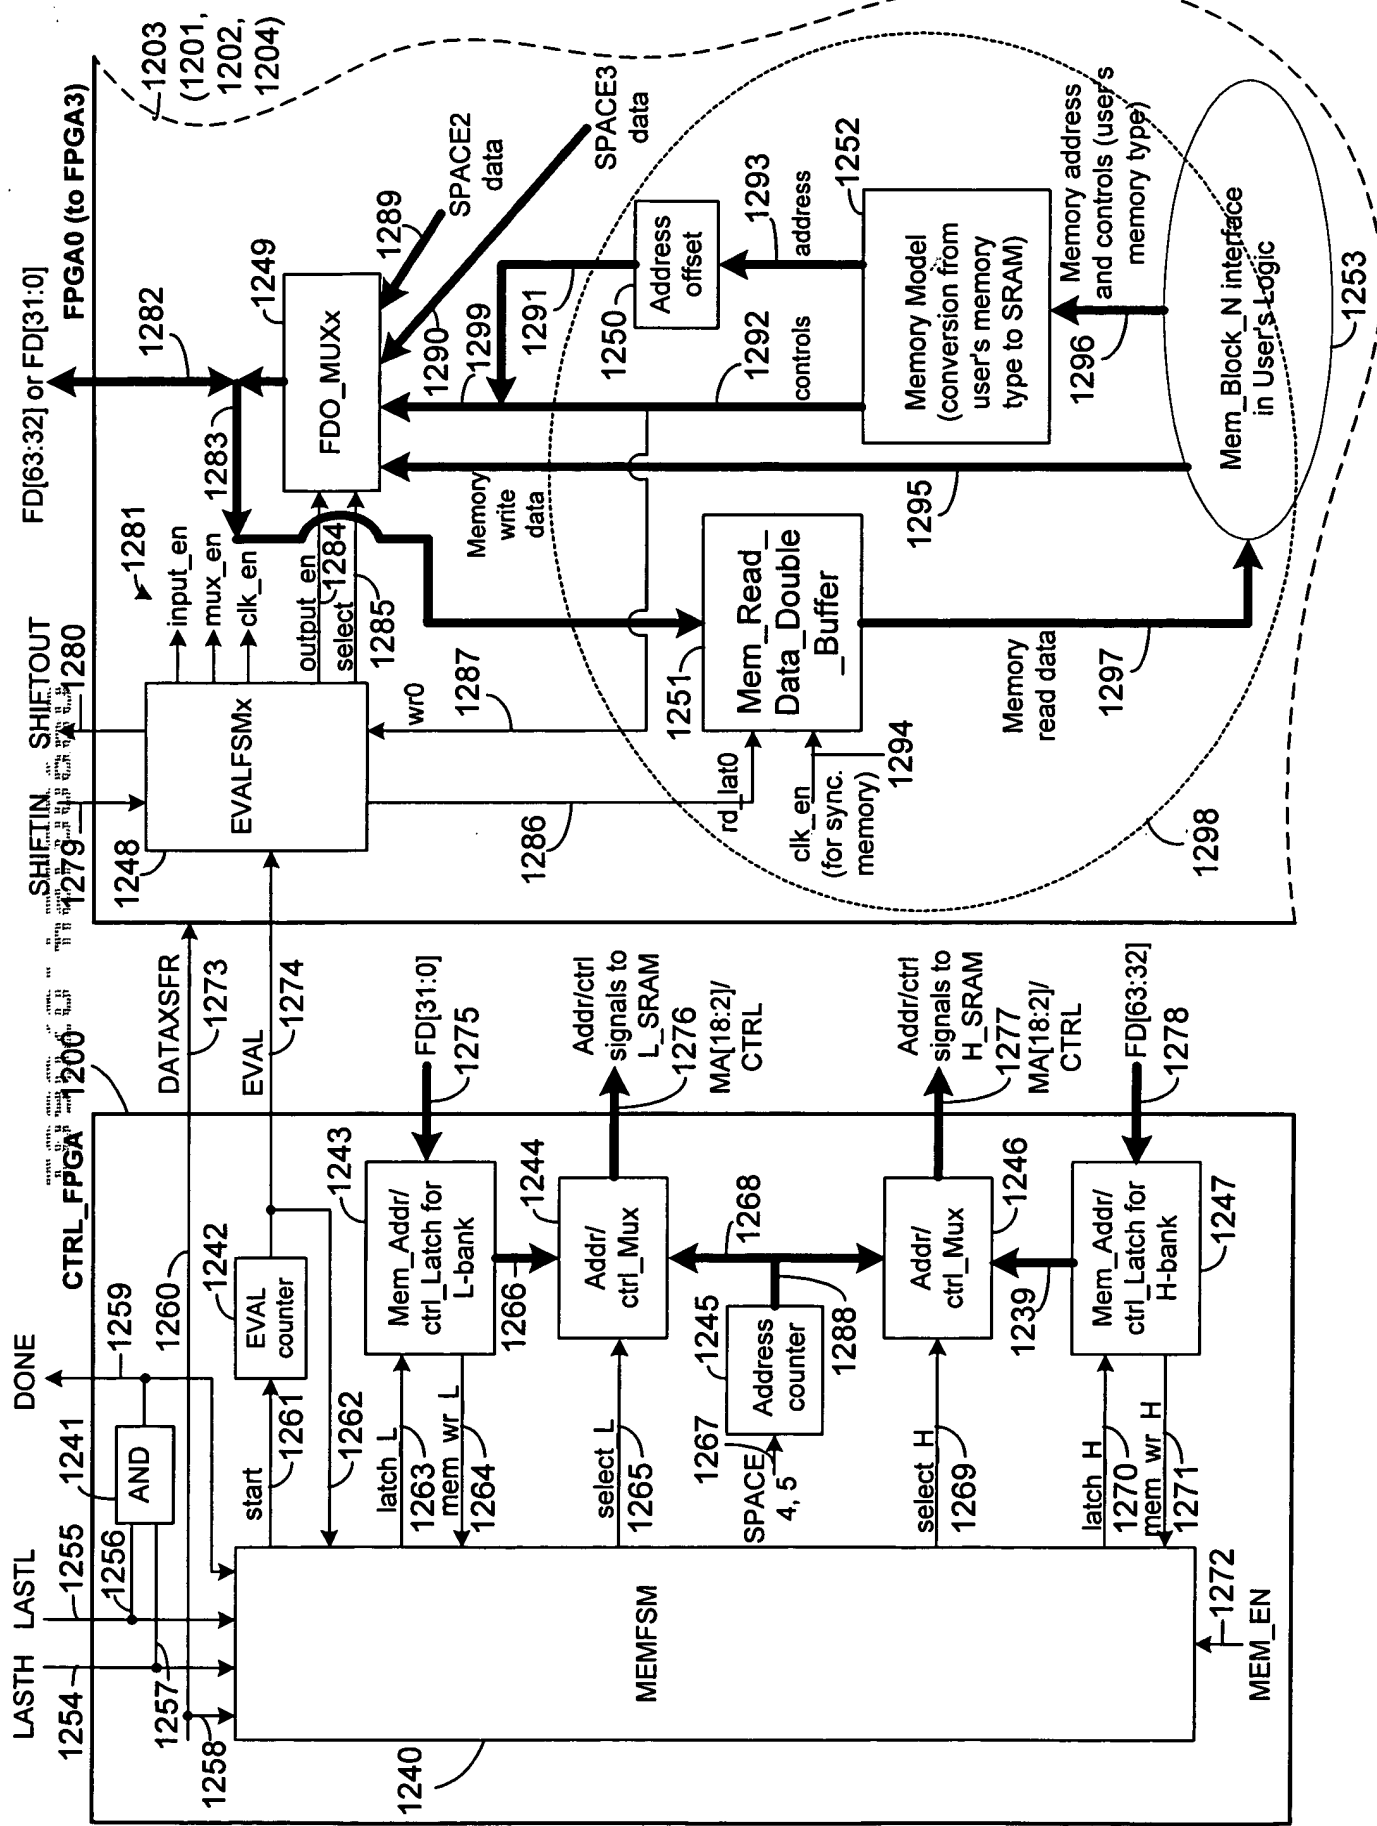 LASTH
LASTL
DONE
1254
1255
1256
1257
1258
1241
AND
1259
1260
CTRL_FPGA
1200
DATAXSFR
1273
EVAL
1274
1242
EVAL
counter
start
1261
1262
1243
Mem_Addr/
ctrl_Latch for
L-bank
FD[31:0]
1275
latch_L
1263
mem_wr_L
1264
1266
1244
Addr/
ctrl_Mux
Addr/ctrl
signals to
L_SRAM
1276
MA[18:2]/
CTRL
select_L
1265
1268
1245
Address
counter
1288
1267
SPACE
4, 5
1246
Addr/
ctrl_Mux
Addr/ctrl
signals to
H_SRAM
1277
MA[18:2]/
CTRL
select_H
1269
1239
Mem_Addr/
ctrl_Latch for
H-bank
1247
FD[63:32]
1278
latch_H
1270
mem_wr_H
1271
MEMFSM
1240
1272
MEM_EN
SHIFTIN
SHIFTOUT
1279
1280
FD[63:32] or FD[31:0]
FPGA0 (to FPGA3)
1203
(1201,
1202,
1204)
1248
EVALFSMx
1281
input_en
mux_en
clk_en
output_en
1284
select
1285
1282
1283
1249
FDO_MUXx
1289
SPACE2
data
1290
SPACE3
data
1299
1291
wr0
1287
1286
Memory
write
data
1250
Address
offset
1293
address
1292
controls
1252
Memory Model
(conversion from
user's memory
type to SRAM)
1251
Mem_Read_
Data_Double
_Buffer
rd_lat0
clk_en
(for sync.
memory)
1294
1295
1296
Memory address
and controls (user's
memory type)
Memory
read data
1297
Mem_Block_N interface
in User's Logic
1253
1298